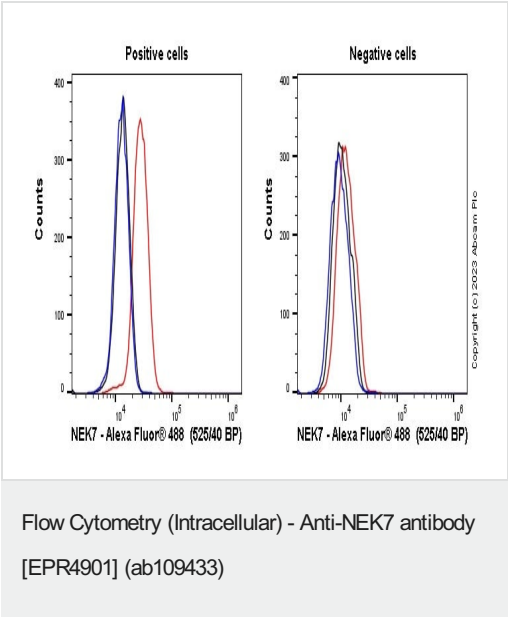 Positive cells
Negative cells
400
300
200
100
0
Counts
10^4
10^5
10^6
NEK7 - Alexa Fluor® 488 (525/40 BP)
400
300
200
100
0
Counts
10^4
10^5
10^6
NEK7 - Alexa Fluor® 488 (525/40 BP)
Copyright (c) 2023 Abcam Plc
Flow Cytometry (Intracellular) - Anti-NEK7 antibody
[EPR4901] (ab109433)